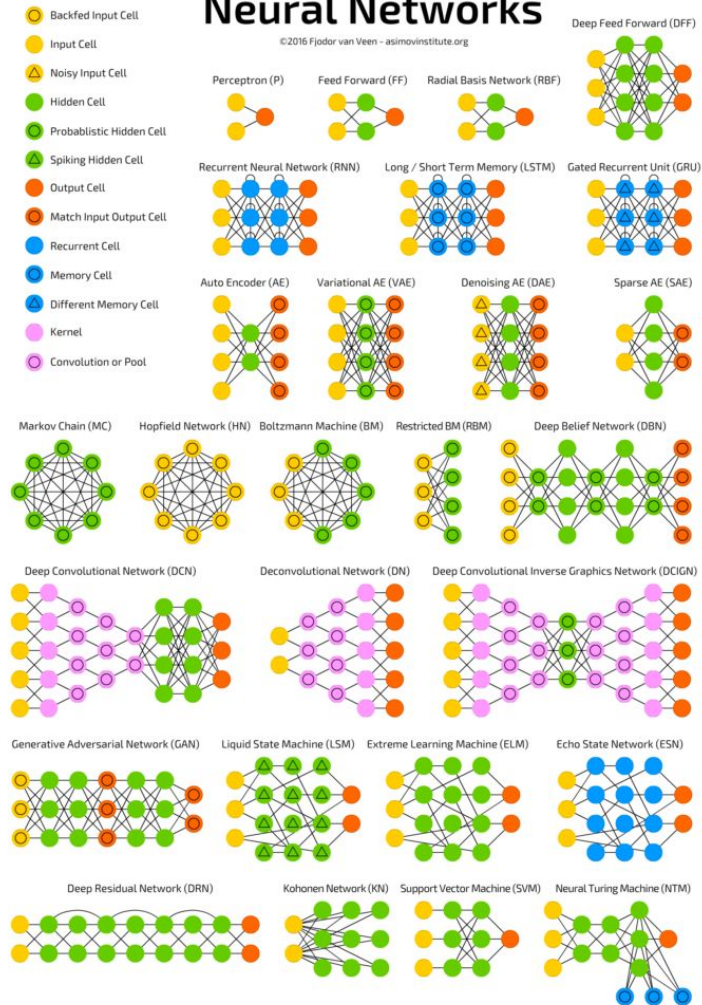 Neural Networks
©2016 Fjodor van Veen - asimovinstitute.org
Backfed Input Cell
Input Cell
Noisy Input Cell
Hidden Cell
Probablistic Hidden Cell
Spiking Hidden Cell
Output Cell
Match Input Output Cell
Recurrent Cell
Memory Cell
Different Memory Cell
Kernel
Convolution or Pool
Deep Feed Forward (DFF)
Perceptron (P) Feed Forward (FF) Radial Basis Network (RBF)
Recurrent Neural Network (RNN) Long / Short Term Memory (LSTM) Gated Recurrent Unit (GRU)
Auto Encoder (AE) Variational AE (VAE) Denoising AE (DAE) Sparse AE (SAE)
Markov Chain (MC) Hopfield Network (HN) Boltzmann Machine (BM) Restricted BM (RBM) Deep Belief Network (DBN)
Deep Convolutional Network (DCN) Deconvolutional Network (DN) Deep Convolutional Inverse Graphics Network (DCIGN)
Generative Adversarial Network (GAN) Liquid State Machine (LSM) Extreme Learning Machine (ELM) Echo State Network (ESN)
Deep Residual Network (DRN) Kohonen Network (KN) Support Vector Machine (SVM) Neural Turing Machine (NTM)